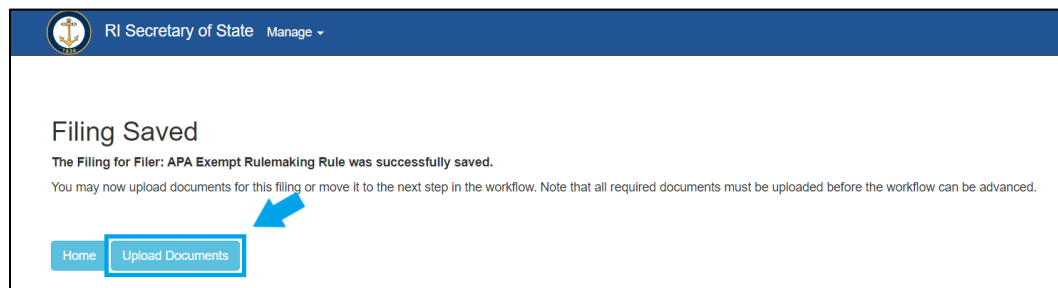 RI Secretary of State Manage
Filing Saved
The Filing for Filer: APA Exempt Rulemaking Rule was successfully saved.
You may now upload documents for this filing or move it to the next step in the workflow. Note that all required documents must be uploaded before the workflow can be advanced.
Home Upload Documents